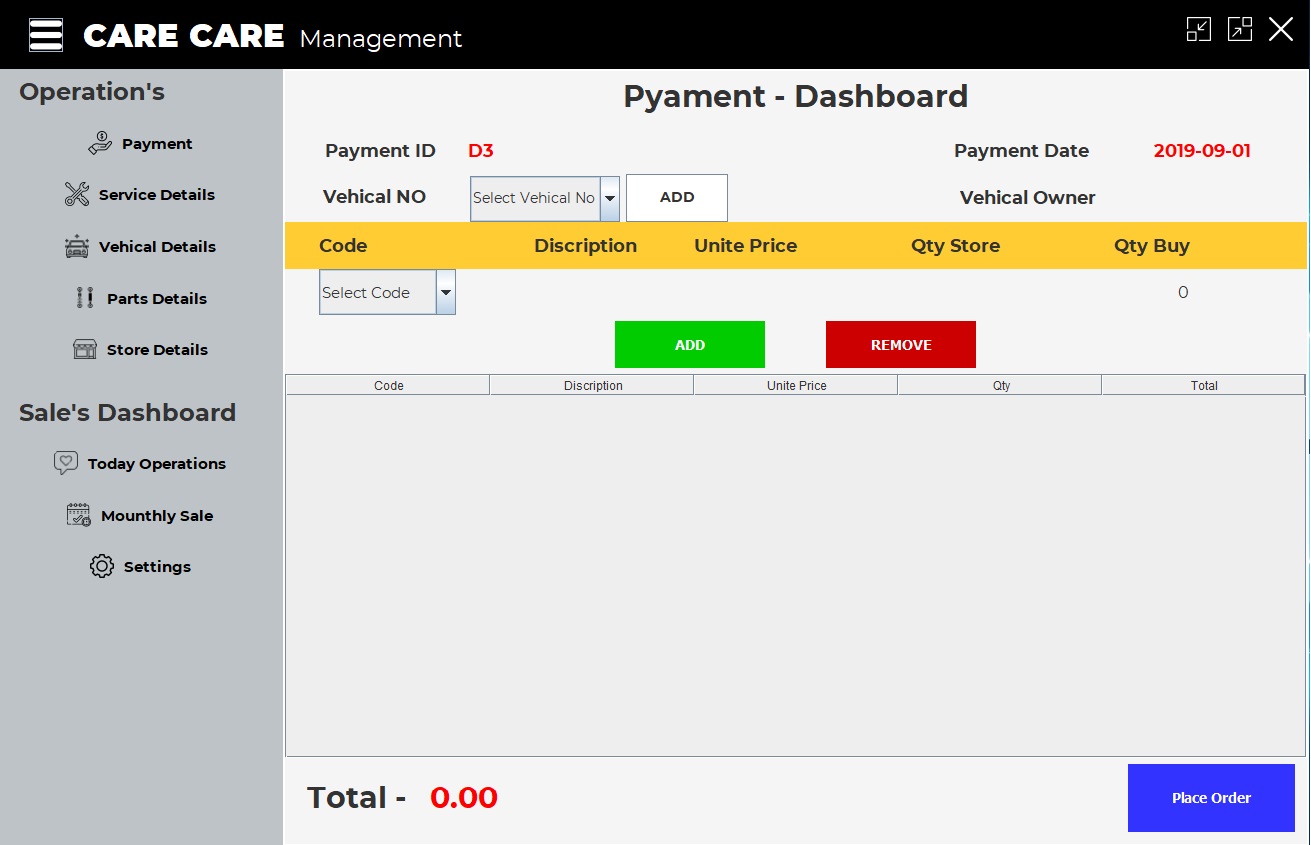 CARE CARE Management
Operation's
Payment
Service Details
Vehical Details
Parts Details
Store Details
Sale's Dashboard
Today Operations
Mounthly Sale
Settings
Pyament - Dashboard
Payment ID D3 Payment Date 2019-09-01
Vehical NO Select Vehical No ADD Vehical Owner
Code Discription Unite Price Qty Store Qty Buy
Select Code 0
ADD REMOVE
Code Discription Unite Price Qty Total
Total - 0.00 Place Order